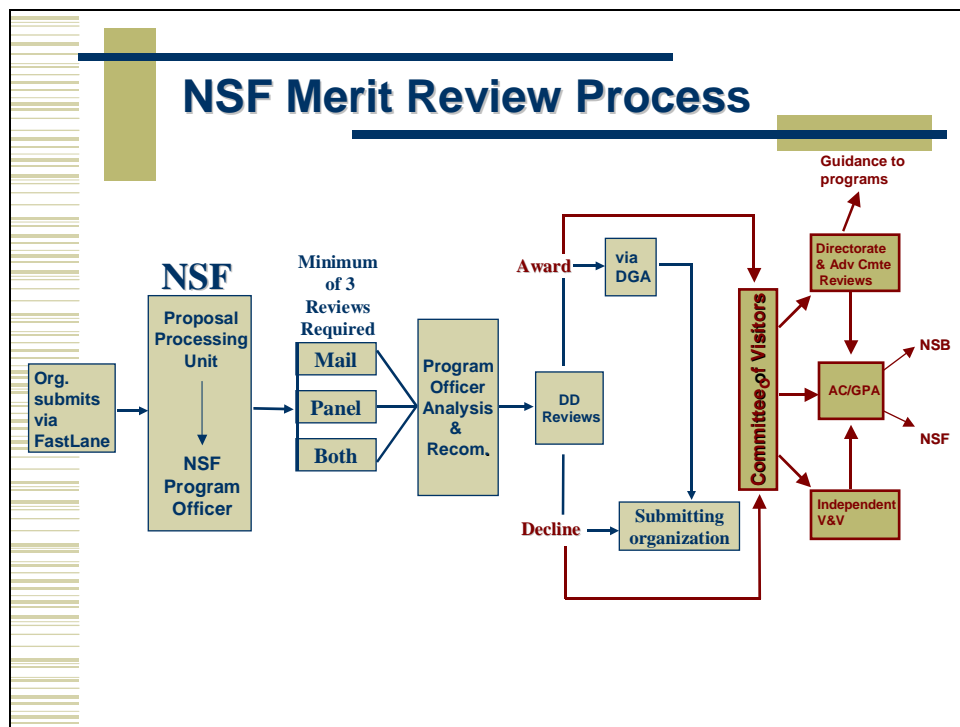 NSF Merit Review Process
Org.
submits
via
FastLane
NSF
Proposal
Processing
Unit
NSF
Program
Officer
Minimum
of 3
Reviews
Required
Mail
Panel
Both
Program
Officer
Analysis
&
Recom.
DD
Reviews
Award
via
DGA
Decline
Submitting
organization
Committee of Visitors
Guidance to
programs
Directorate
& Adv Cmte
Reviews
AC/GPA
NSB
NSF
Independent
V&V